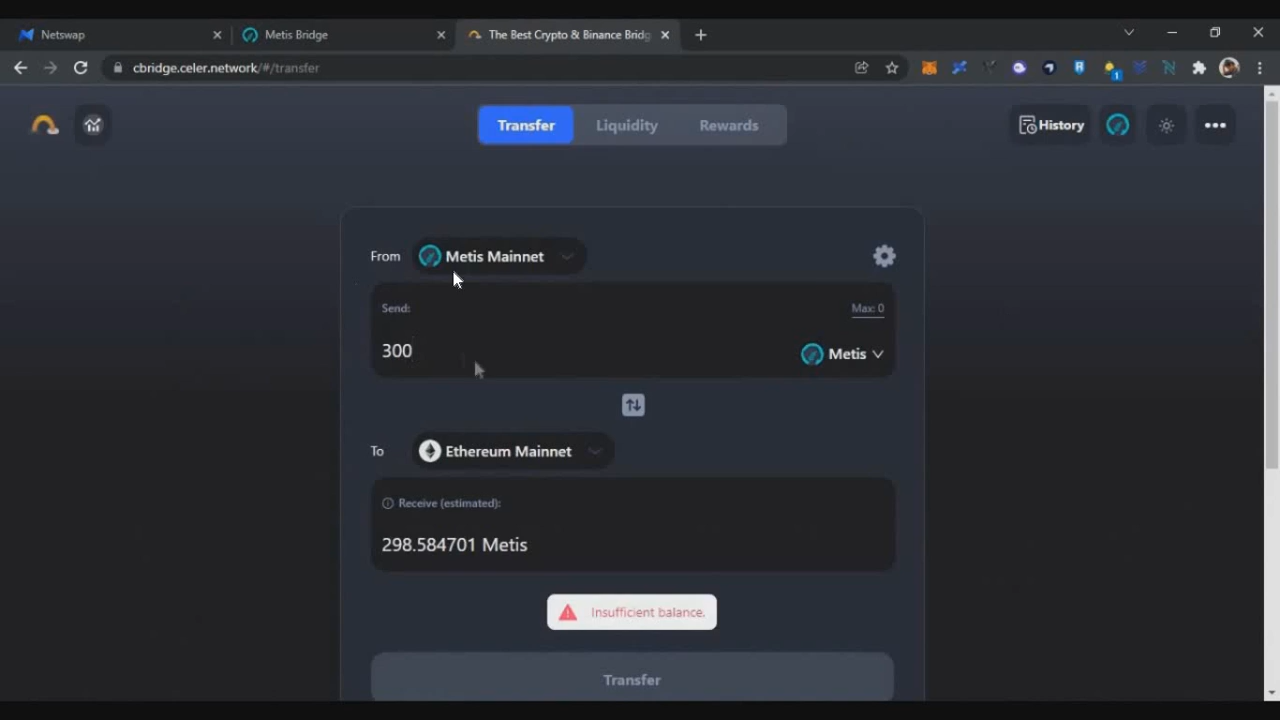 Netswap
Metis Bridge
The Best Crypto & Binance Bridg
cbridge.celer.network/#/transfer
1
Transfer
Liquidity
Rewards
History
From
Metis Mainnet
Send:
Max: 0
300
Metis
To
Ethereum Mainnet
Receive (estimated):
298.584701 Metis
Insufficient balance.
Transfer